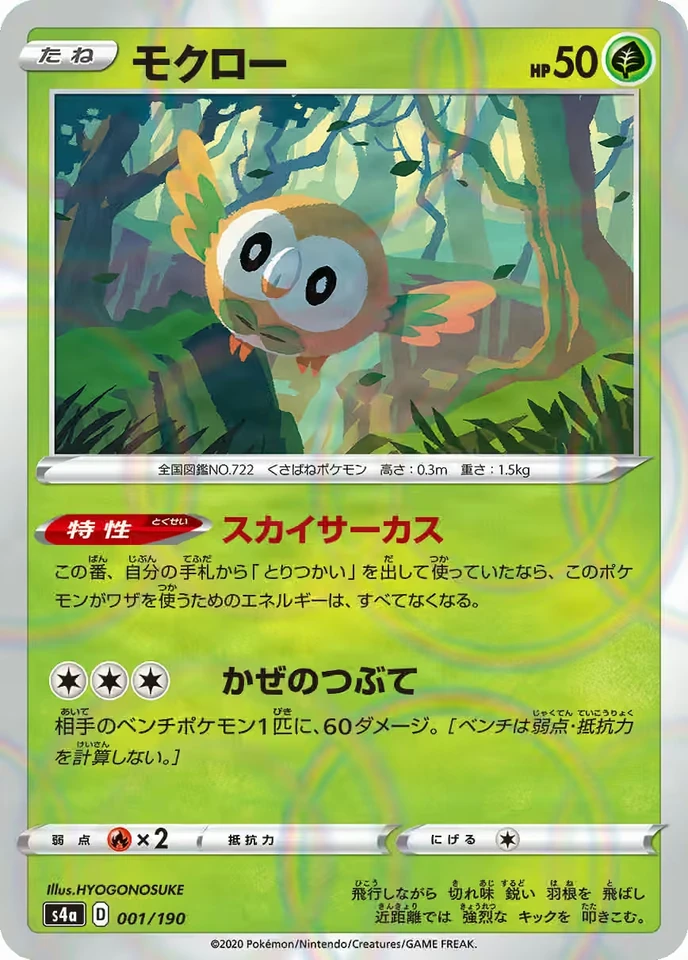 たね モクロー HP50
全国図鑑NO.722 くさばねポケモン 高さ:0.3m 重さ:1.5kg
特性 とくせい スカイサーカス
この番、自分の手札から「とりつかい」を出して使っていたなら、このポケ
モンがワザを使うためのエネルギーは、すべてなくなる。
かぜのつぶて
相手のベンチポケモン1匹に、60ダメージ。[ベンチは弱点・抵抗力
を計算しない。]
弱点 ×2 抵抗力 にげる
Illus.HYOGONOSUKE
飛行しながら 切れ味 鋭い 羽根を 飛ばし
近距離では 強烈な キックを 叩きこむ。
s4a D 001/190
©2020 Pokémon/Nintendo/Creatures/GAME FREAK.